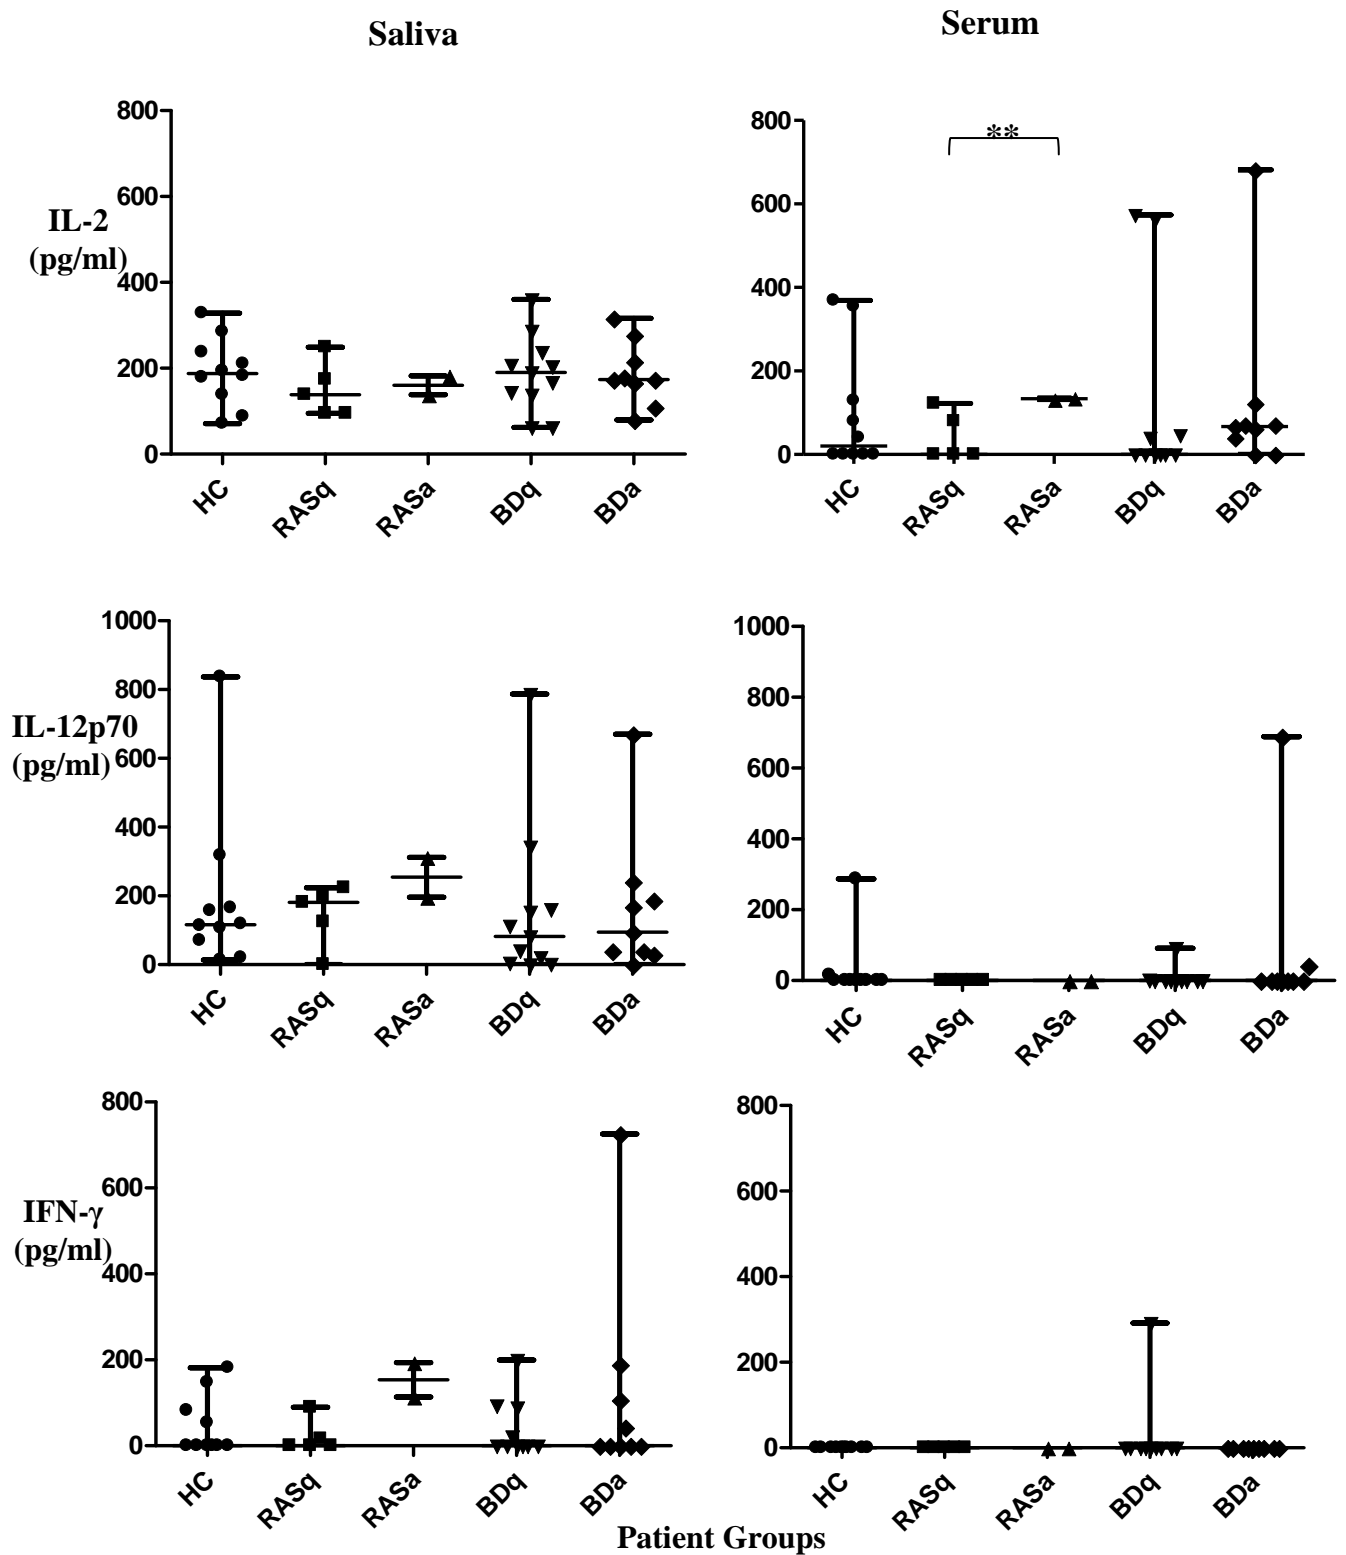 Saliva
Serum
IL-2
(pg/ml)
800
600
400
200
0
HC
RASq
RASa
BDq
BDa
**
800
600
400
200
0
HC
RASq
RASa
BDq
BDa
IL-12p70
(pg/ml)
1000
800
600
400
200
0
HC
RASq
RASa
BDq
BDa
1000
800
600
400
200
0
HC
RASq
RASa
BDq
BDa
IFN-γ
(pg/ml)
800
600
400
200
0
HC
RASq
RASa
BDq
BDa
800
600
400
200
0
HC
RASq
RASa
BDq
BDa
Patient Groups